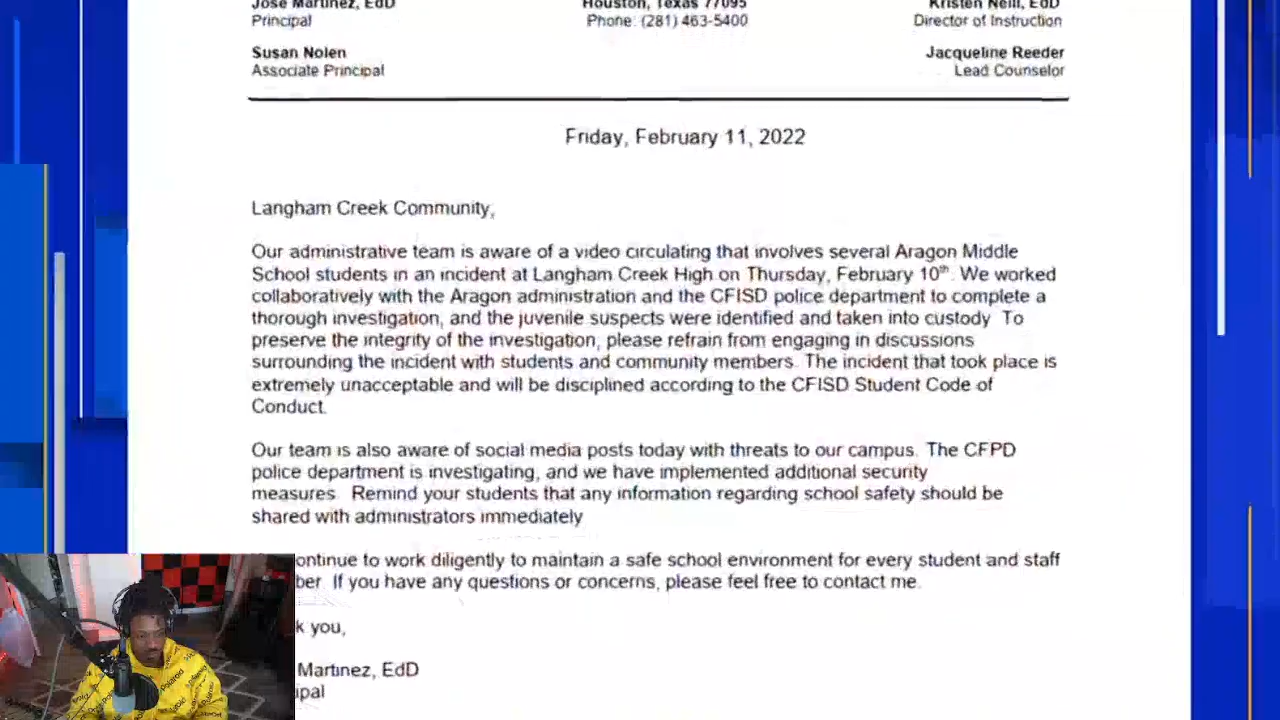 Jose Martinez, EdD
Houston, Texas 77095
Kristen Neill, EdD
Principal
Phone: (281) 463-5400
Director of Instruction
Susan Nolen
Jacqueline Reeder
Associate Principal
Lead Counselor
Friday, February 11, 2022
Langham Creek Community,
Our administrative team is aware of a video circulating that involves several Aragon Middle
School students in an incident at Langham Creek High on Thursday, February 10th. We worked
collaboratively with the Aragon administration and the CFISD police department to complete a
thorough investigation, and the juvenile suspects were identified and taken into custody To
preserve the integrity of the investigation, please refrain from engaging in discussions
surrounding the incident with students and community members. The incident that took place is
extremely unacceptable and will be disciplined according to the CFISD Student Code of
Conduct.
Our team is also aware of social media posts today with threats to our campus. The CFPD
police department is investigating, and we have implemented additional security
measures. Remind your students that any information regarding school safety should be
shared with administrators immediately
ontinue to work diligently to maintain a safe school environment for every student and staff
ber. If you have any questions or concerns, please feel free to contact me.
k you,
Martinez, EdD
ipal